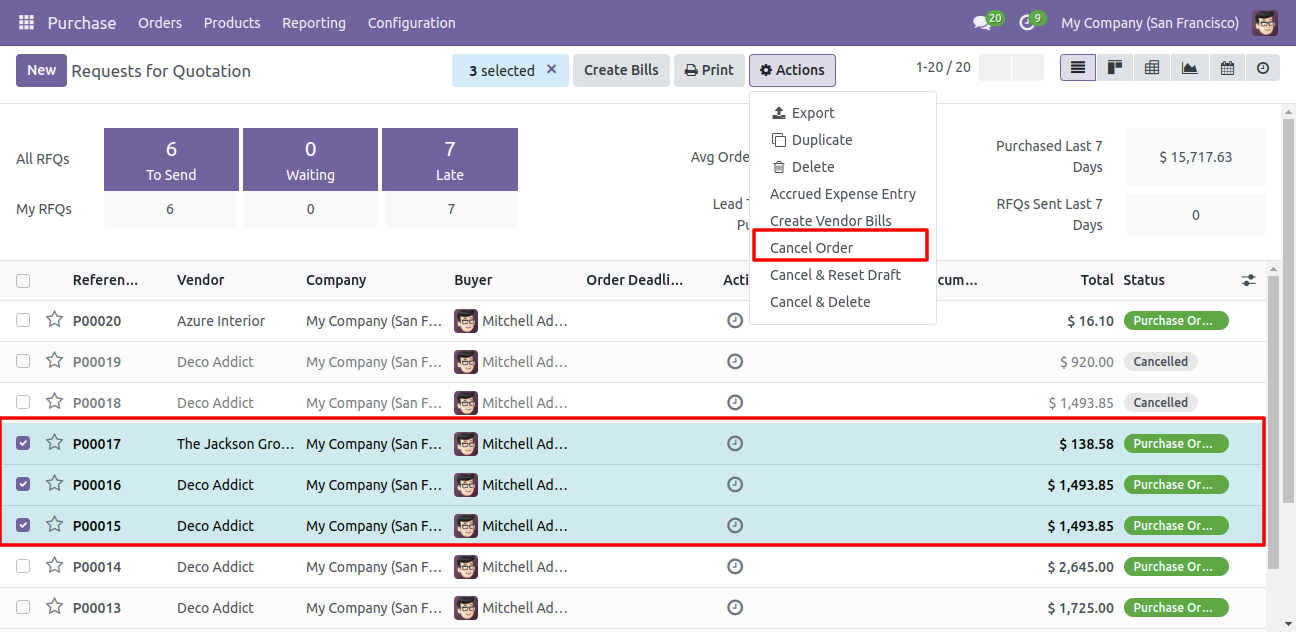 Purchase Orders Products Reporting Configuration 20 9 My Company (San Francisco)
New Requests for Quotation 3 selected × Create Bills Print Actions 1-20 / 20
Export
Duplicate
Delete
Accrued Expense Entry
Create Vendor Bills
Cancel Order
Cancel & Reset Draft
Cancel & Delete
All RFQs 6 To Send 0 Waiting 7 Late
My RFQs 6 0 7
Avg Orde
Lead
Purchased Last 7 Days $ 15,717.63
RFQs Sent Last 7 Days 0
Referen... Vendor Company Buyer Order Deadli... Acti cum... Total Status
P00020 Azure Interior My Company (San F... Mitchell Ad... $ 16.10 Purchase Or...
P00019 Deco Addict My Company (San F... Mitchell Ad... $ 920.00 Cancelled
P00018 Deco Addict My Company (San F... Mitchell Ad... $ 1,493.85 Cancelled
P00017 The Jackson Gro... My Company (San F... Mitchell Ad... $ 138.58 Purchase Or...
P00016 Deco Addict My Company (San F... Mitchell Ad... $ 1,493.85 Purchase Or...
P00015 Deco Addict My Company (San F... Mitchell Ad... $ 1,493.85 Purchase Or...
P00014 Deco Addict My Company (San F... Mitchell Ad... $ 2,645.00 Purchase Or...
P00013 Deco Addict My Company (San F... Mitchell Ad... $ 1,725.00 Purchase Or...